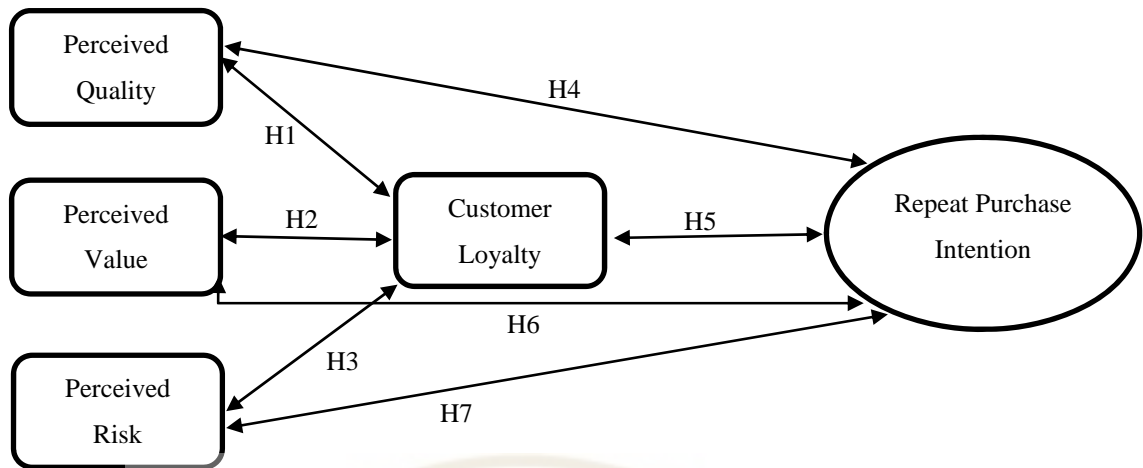 Perceived
Quality
H4
H1
Perceived
Value
H2
Customer
Loyalty
H5
Repeat Purchase
Intention
H6
H3
Perceived
Risk
H7